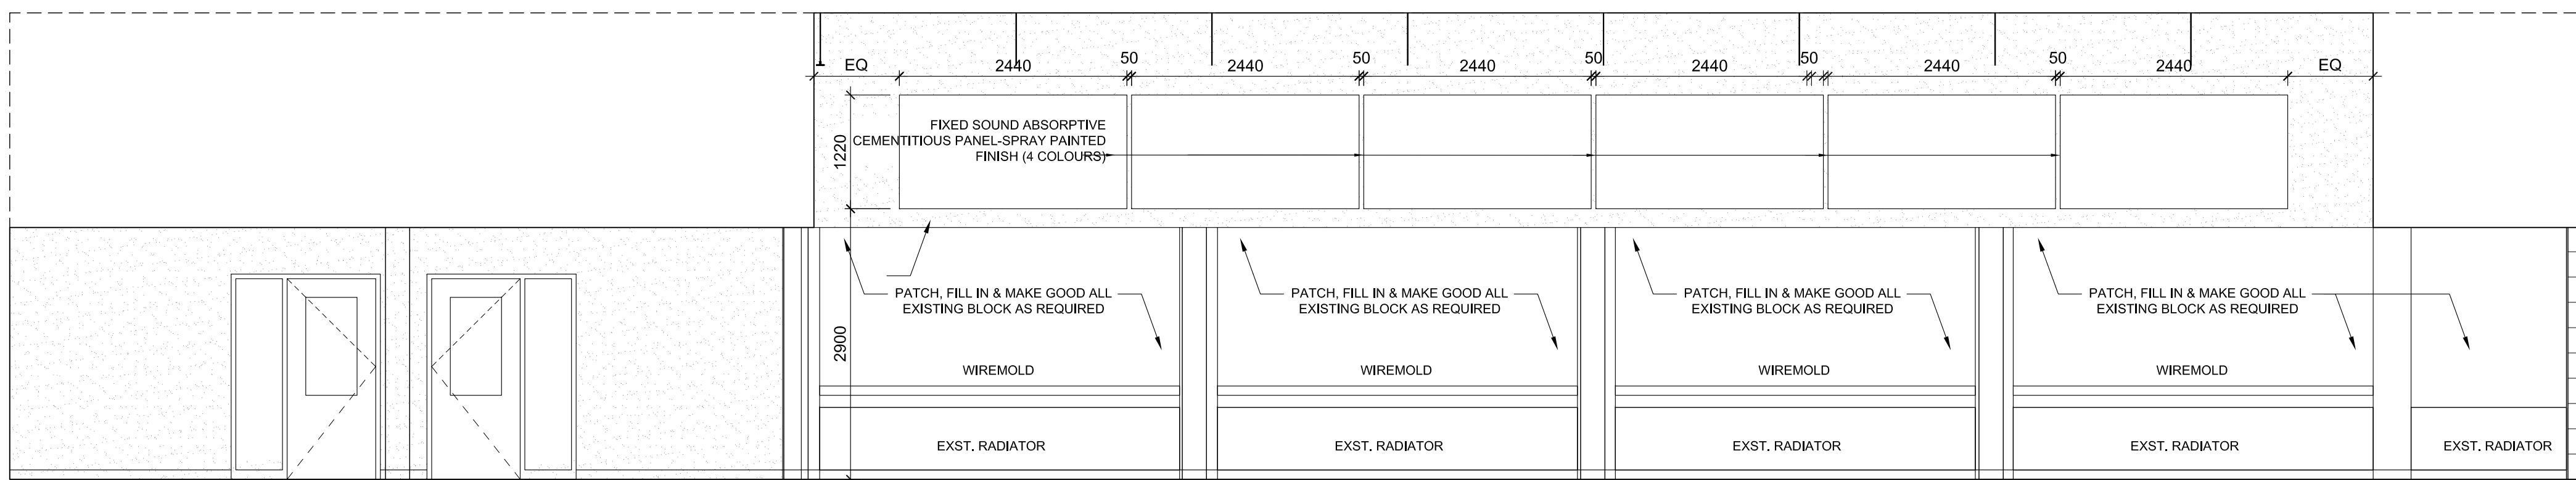 EQ
2440
50
2440
50
2440
50
2440
50
2440
50
2440
EQ
1220
FIXED SOUND ABSORPTIVE
CEMENTITIOUS PANEL-SPRAY PAINTED
FINISH (4 COLOURS)
2900
PATCH, FILL IN & MAKE GOOD ALL
EXISTING BLOCK AS REQUIRED
PATCH, FILL IN & MAKE GOOD ALL
EXISTING BLOCK AS REQUIRED
PATCH, FILL IN & MAKE GOOD ALL
EXISTING BLOCK AS REQUIRED
PATCH, FILL IN & MAKE GOOD ALL
EXISTING BLOCK AS REQUIRED
WIREMOLD
WIREMOLD
WIREMOLD
WIREMOLD
EXST. RADIATOR
EXST. RADIATOR
EXST. RADIATOR
EXST. RADIATOR
EXST. RADIATOR